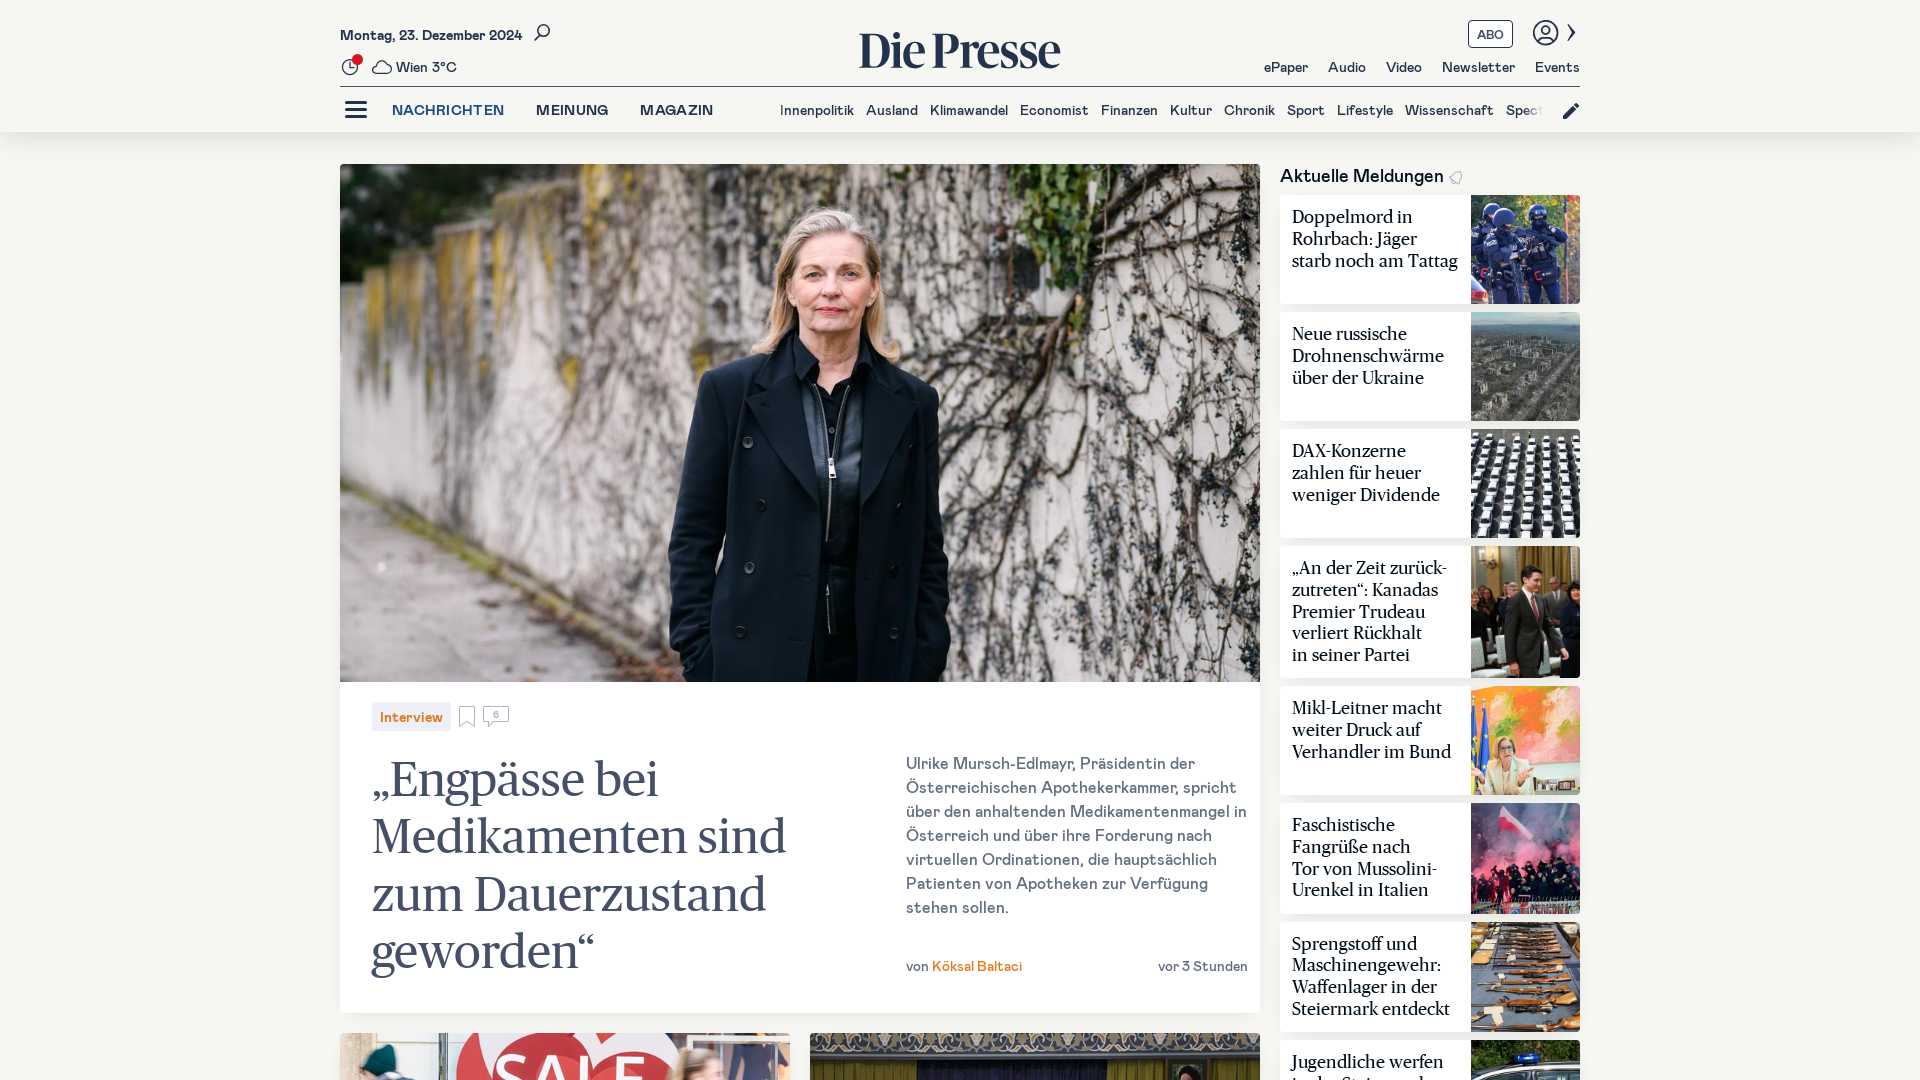 Montag, 23. Dezember 2024
Wien 3°C
Die Presse
ABO
ePaper Audio Video Newsletter Events
NACHRICHTEN MEINUNG MAGAZIN
Innenpolitik Ausland Klimawandel Economist Finanzen Kultur Chronik Sport Lifestyle Wissenschaft Spect
Interview
6
„Engpässe bei
Medikamenten sind
zum Dauerzustand
geworden“
Ulrike Mursch-Edlmayr, Präsidentin der
Österreichischen Apothekerkammer, spricht
über den anhaltenden Medikamentenmangel in
Österreich und über ihre Forderung nach
virtuellen Ordinationen, die hauptsächlich
Patienten von Apotheken zur Verfügung
stehen sollen.
von Köksal Baltaci
vor 3 Stunden
SALE
Aktuelle Meldungen
Doppelmord in
Rohrbach: Jäger
starb noch am Tattag
Neue russische
Drohnenschwärme
über der Ukraine
DAX-Konzerne
zahlen für heuer
weniger Dividende
„An der Zeit zurück-
zutreten“: Kanadas
Premier Trudeau
verliert Rückhalt
in seiner Partei
Mikl-Leitner macht
weiter Druck auf
Verhandler im Bund
Faschistische
Fangrüße nach
Tor von Mussolini-
Urenkel in Italien
Sprengstoff und
Maschinengewehr:
Waffenlager in der
Steiermark entdeckt
Jugendliche werfen